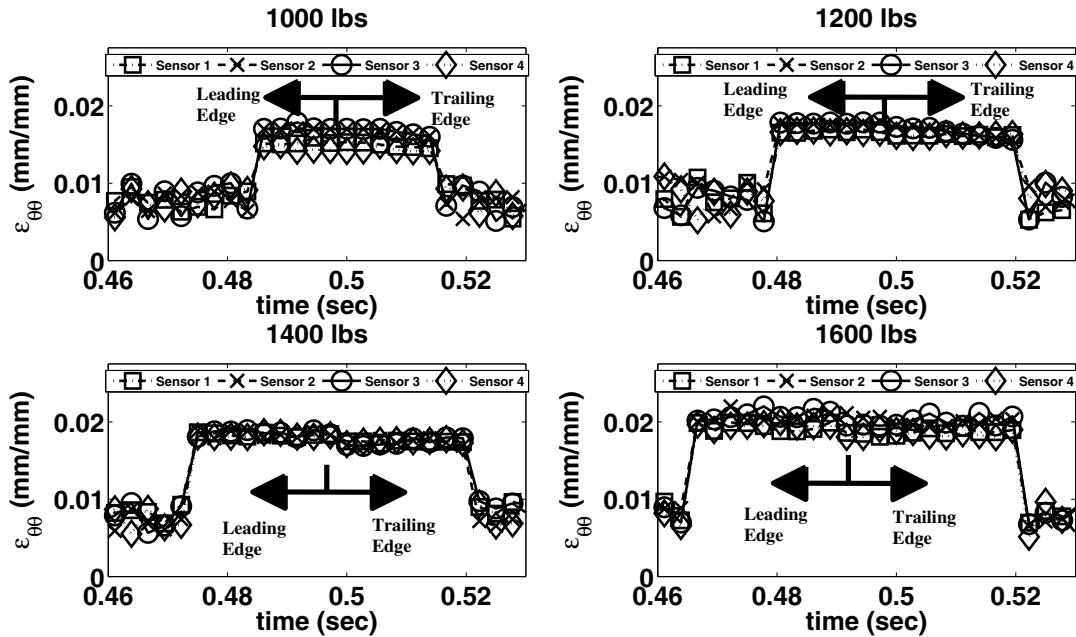 1000 lbs
Sensor 1 Sensor 2 Sensor 3 Sensor 4
Leading
Edge
Trailing
Edge
0.02
0.01
0
εθθ (mm/mm)
0.46 0.48 0.5 0.52
time (sec)
1200 lbs
Sensor 1 Sensor 2 Sensor 3 Sensor 4
Leading
Edge
Trailing
Edge
0.02
0.01
0
εθθ (mm/mm)
0.46 0.48 0.5 0.52
time (sec)
1400 lbs
Sensor 1 Sensor 2 Sensor 3 Sensor 4
0.02
0.01
0
εθθ (mm/mm)
Leading
Edge
Trailing
Edge
0.46 0.48 0.5 0.52
time (sec)
1600 lbs
Sensor 1 Sensor 2 Sensor 3 Sensor 4
0.02
0.01
0
εθθ (mm/mm)
Leading
Edge
Trailing
Edge
0.46 0.48 0.5 0.52
time (sec)